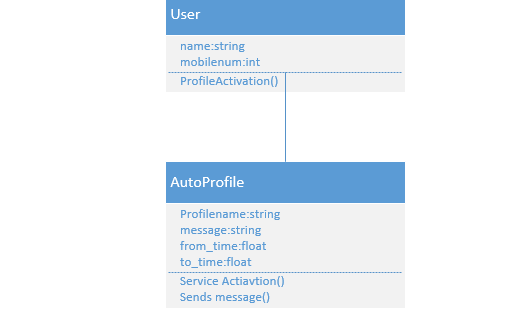 User
name:string
mobilenum:int
ProfileActivation()
AutoProfile
Profilename:string
message:string
from_time:float
to_time:float
Service Actiavtion()
Sends message()